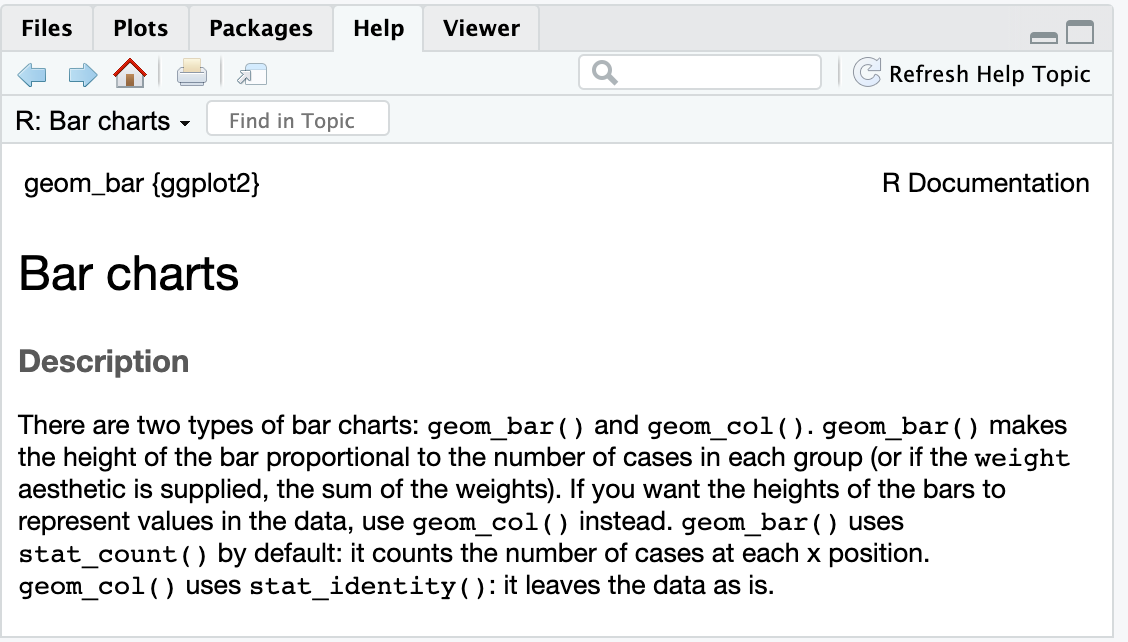 Files Plots Packages Help Viewer
Refresh Help Topic
R: Bar charts Find in Topic
geom_bar {ggplot2} R Documentation
Bar charts
Description
There are two types of bar charts: geom_bar() and geom_col(). geom_bar() makes
the height of the bar proportional to the number of cases in each group (or if the weight
aesthetic is supplied, the sum of the weights). If you want the heights of the bars to
represent values in the data, use geom_col() instead. geom_bar() uses
stat_count() by default: it counts the number of cases at each x position.
geom_col() uses stat_identity(): it leaves the data as is.